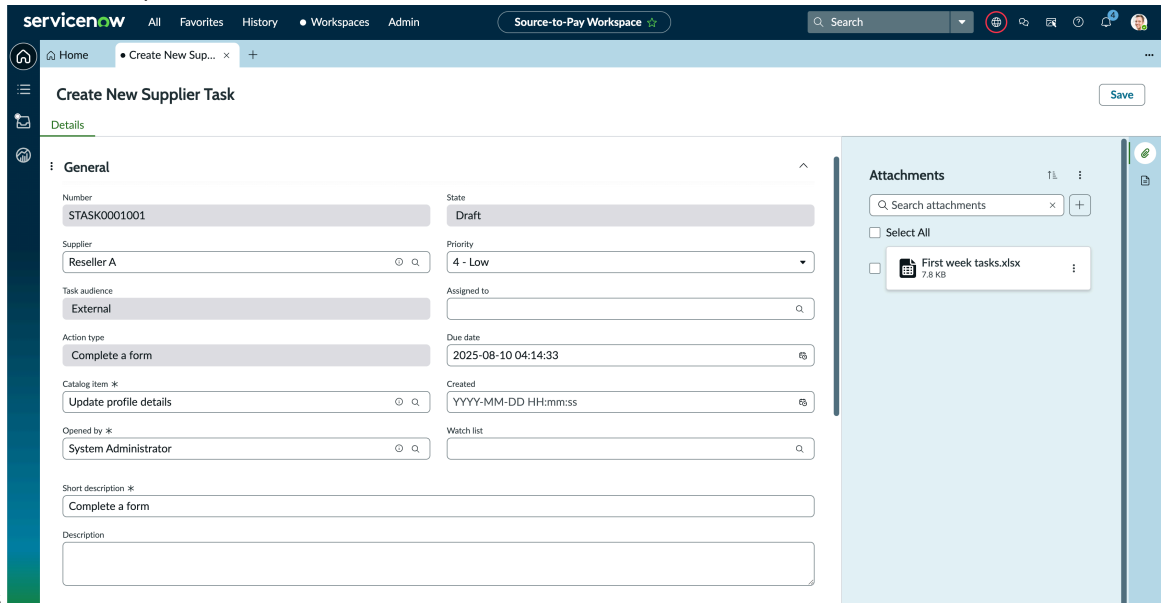 servicenow All Favorites History Workspaces Admin Source-to-Pay Workspace Search 4
Home Create New Sup...
Create New Supplier Task Save
Details
General
Number
STASK0001001
State
Draft
Supplier
Reseller A
Priority
4 - Low
Task audience
External
Assigned to
Action type
Complete a form
Due date
2025-08-10 04:14:33
Catalog item *
Update profile details
Created
YYYY-MM-DD HH:mm:ss
Opened by *
System Administrator
Watch list
Short description *
Complete a form
Description
Attachments
Search attachments
Select All
First week tasks.xlsx
7.8 KB